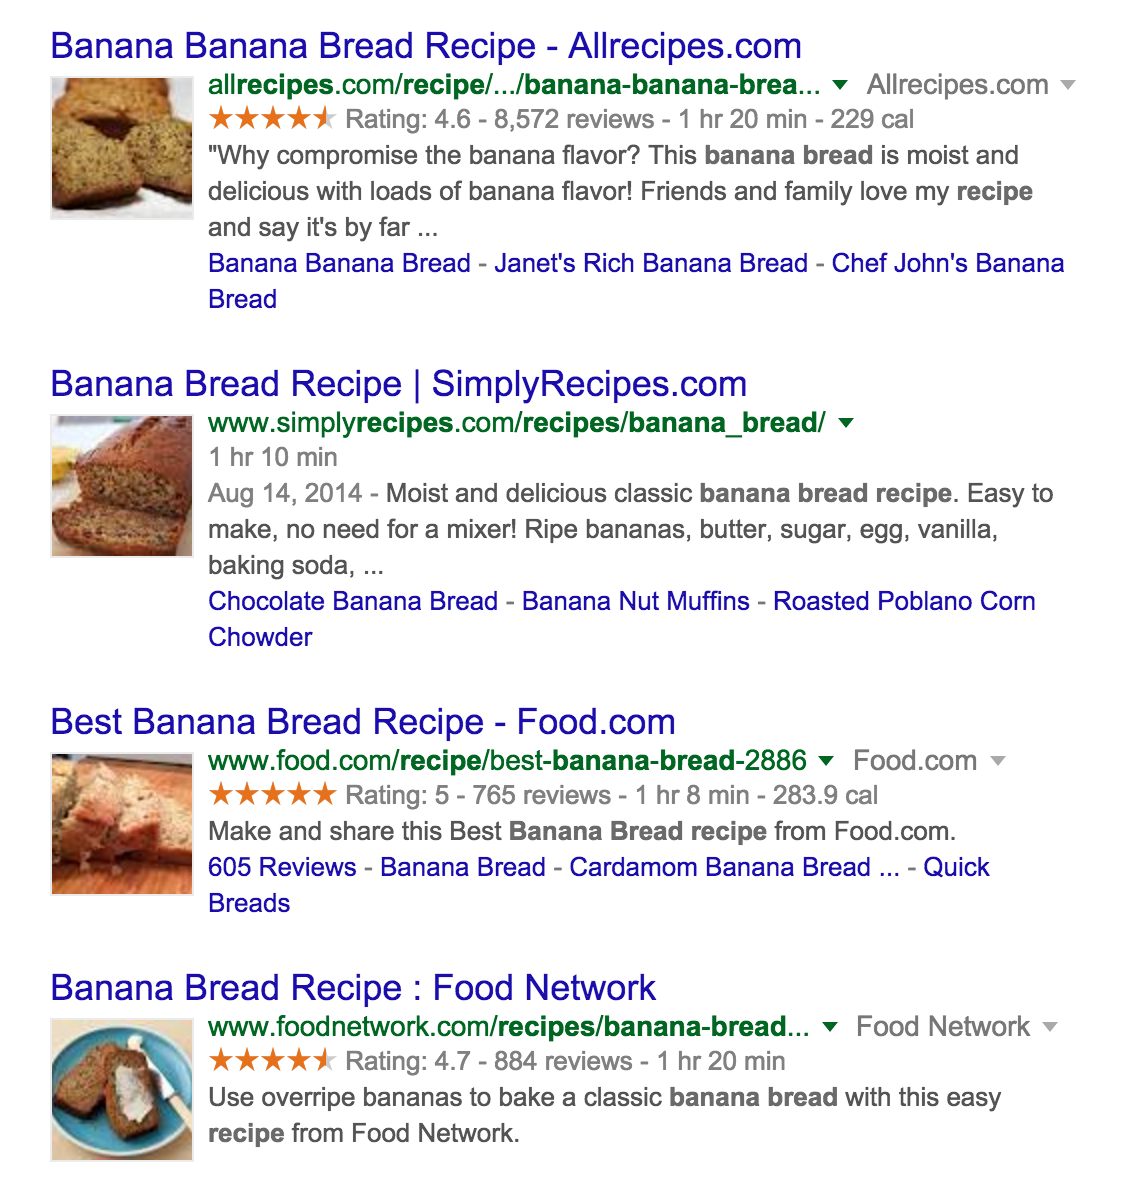 Banana Banana Bread Recipe - Allrecipes.com
allrecipes.com/recipe/.../banana-banana-brea... Allrecipes.com
Rating: 4.6 - 8,572 reviews - 1 hr 20 min - 229 cal
"Why compromise the banana flavor? This banana bread is moist and
delicious with loads of banana flavor! Friends and family love my recipe
and say it's by far ...
Banana Banana Bread - Janet's Rich Banana Bread - Chef John's Banana
Bread
Banana Bread Recipe | SimplyRecipes.com
www.simplyrecipes.com/recipes/banana_bread/
1 hr 10 min
Aug 14, 2014 - Moist and delicious classic banana bread recipe. Easy to
make, no need for a mixer! Ripe bananas, butter, sugar, egg, vanilla,
baking soda, ...
Chocolate Banana Bread - Banana Nut Muffins - Roasted Poblano Corn
Chowder
Best Banana Bread Recipe - Food.com
www.food.com/recipe/best-banana-bread-2886 Food.com
Rating: 5 - 765 reviews - 1 hr 8 min - 283.9 cal
Make and share this Best Banana Bread recipe from Food.com.
605 Reviews - Banana Bread - Cardamom Banana Bread ... - Quick
Breads
Banana Bread Recipe : Food Network
www.foodnetwork.com/recipes/banana-bread... Food Network
Rating: 4.7 - 884 reviews - 1 hr 20 min
Use overripe bananas to bake a classic banana bread with this easy
recipe from Food Network.